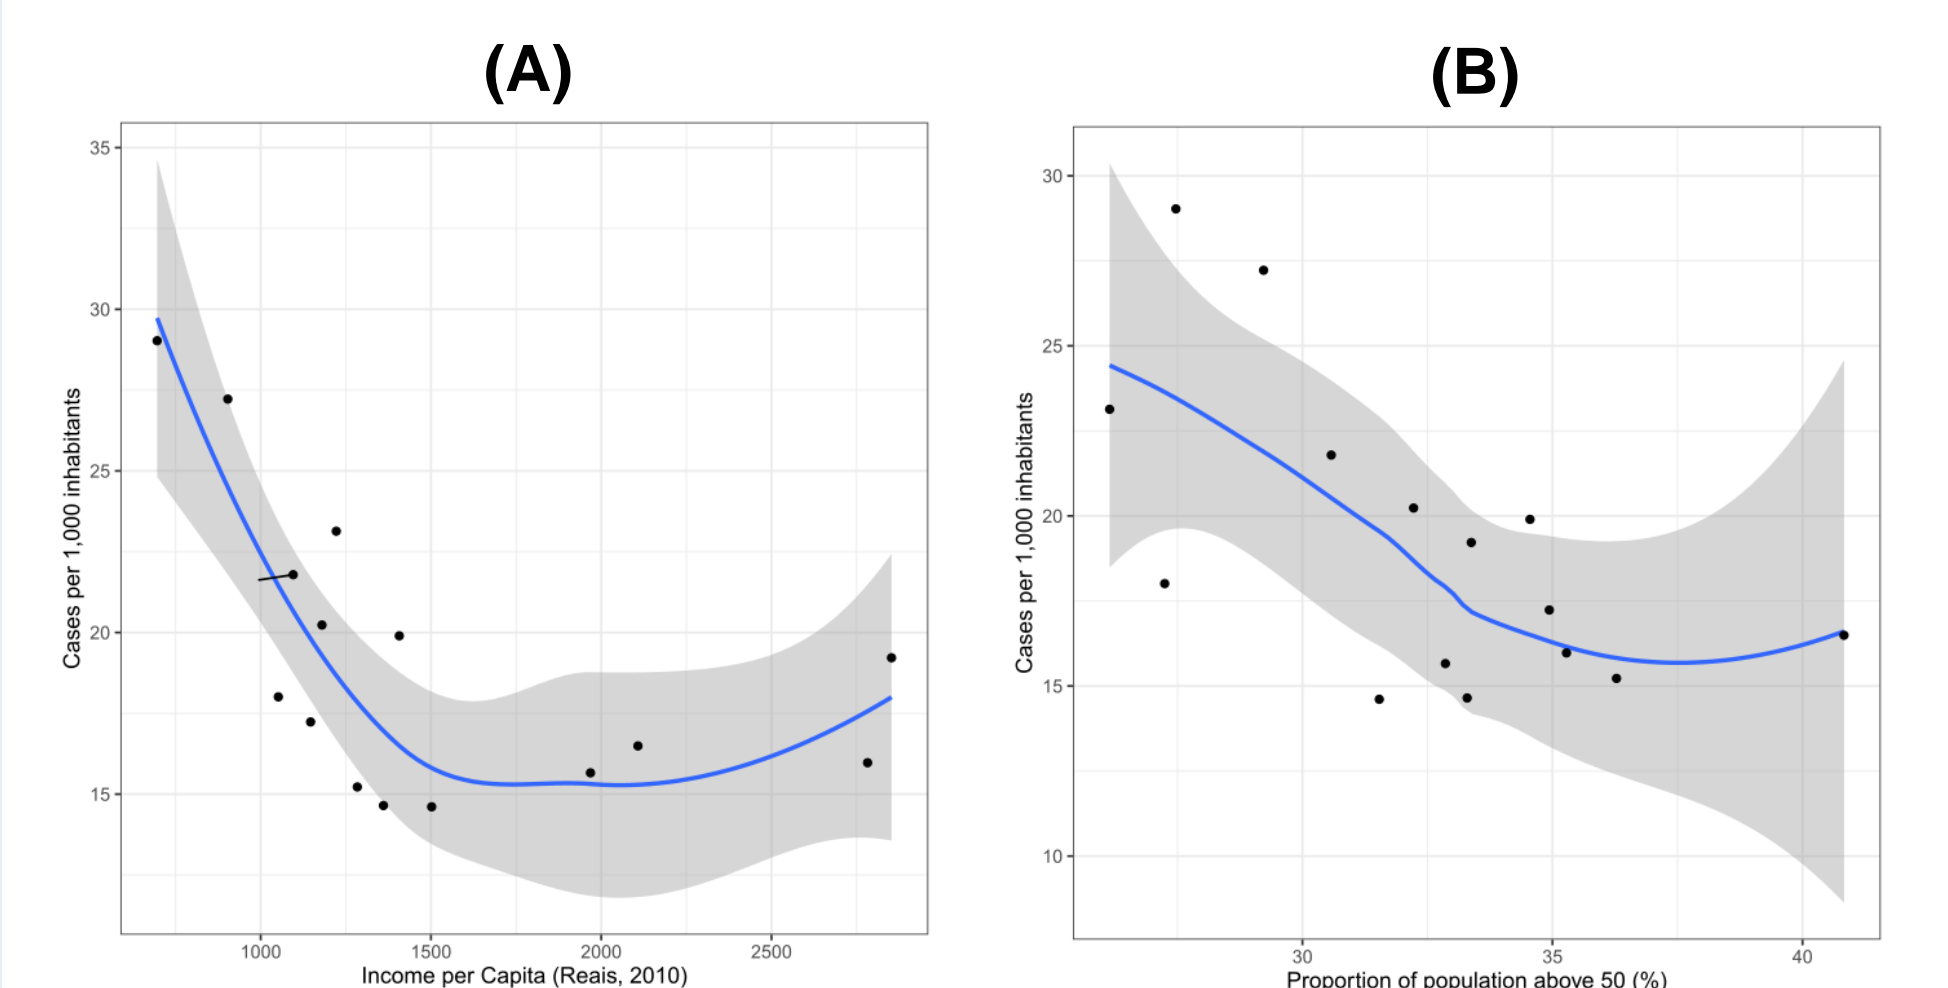 (A)
(B)
35
30
25
20
15
Cases per 1,000 inhabitants
1000
1500
2000
2500
Income per Capita (Reais, 2010)
30
25
20
15
10
Cases per 1,000 inhabitants
30
35
40
Proportion of population above 50 (%)